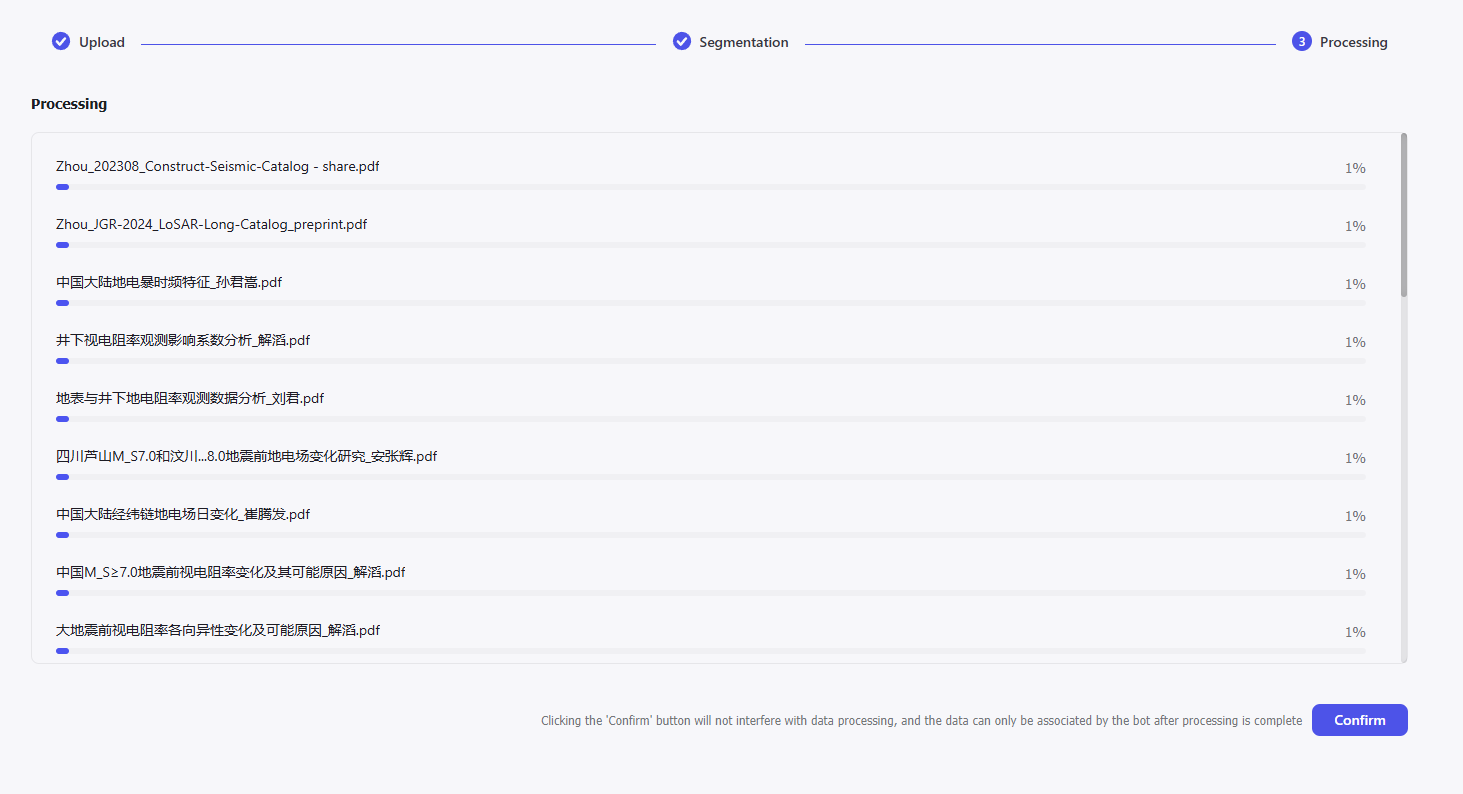 Upload
Segmentation
3 Processing
Processing
Zhou_202308_Construct-Seismic-Catalog - share.pdf
1%
Zhou_JGR-2024_LoSAR-Long-Catalog_preprint.pdf
1%
中国大陆地电暴时频特征_孙君嵩.pdf
1%
井下视电阻率观测影响系数分析_解滔.pdf
1%
地表与井下地电阻率观测数据分析_刘君.pdf
1%
四川芦山M_S7.0和汶川...8.0地震前地电场变化研究_安张辉.pdf
1%
中国大陆经纬链地电场日变化_崔腾发.pdf
1%
中国M_S≥7.0地震前视电阻率变化及其可能原因_解滔.pdf
1%
大地震前视电阻率各向异性变化及可能原因_解滔.pdf
1%
Clicking the 'Confirm' button will not interfere with data processing, and the data can only be associated by the bot after processing is complete
Confirm